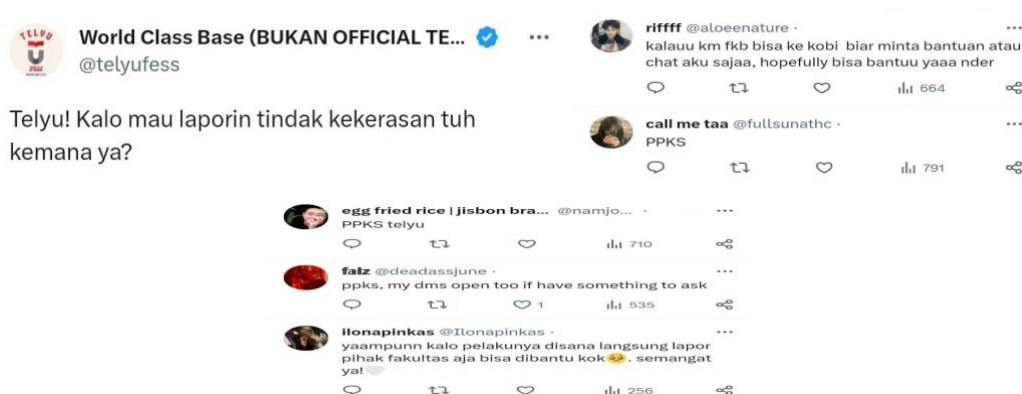 TELYU
FESS
World Class Base (BUKAN OFFICIAL TE...
@telyufess
Telyu! Kalo mau laporin tindak kekerasan tuh
kemana ya?
riffff @aloeenature ·
kalauu km fkb bisa ke kobi biar minta bantuan atau
chat aku sajaa, hopefully bisa bantuu yaaa nder
664
call me taa @fullsunathc ·
PPKS
791
egg fried rice | jisbon bra... @namjo... ·
PPKS telyu
710
faiz @deadassjune ·
ppks, my dms open too if have something to ask
1 535
ilonapinkas @Ilonapinkas ·
yaampunn kalo pelakunya disana langsung lapor
pihak fakultas aja bisa dibantu kok🥺. semangat
ya!🤍
256